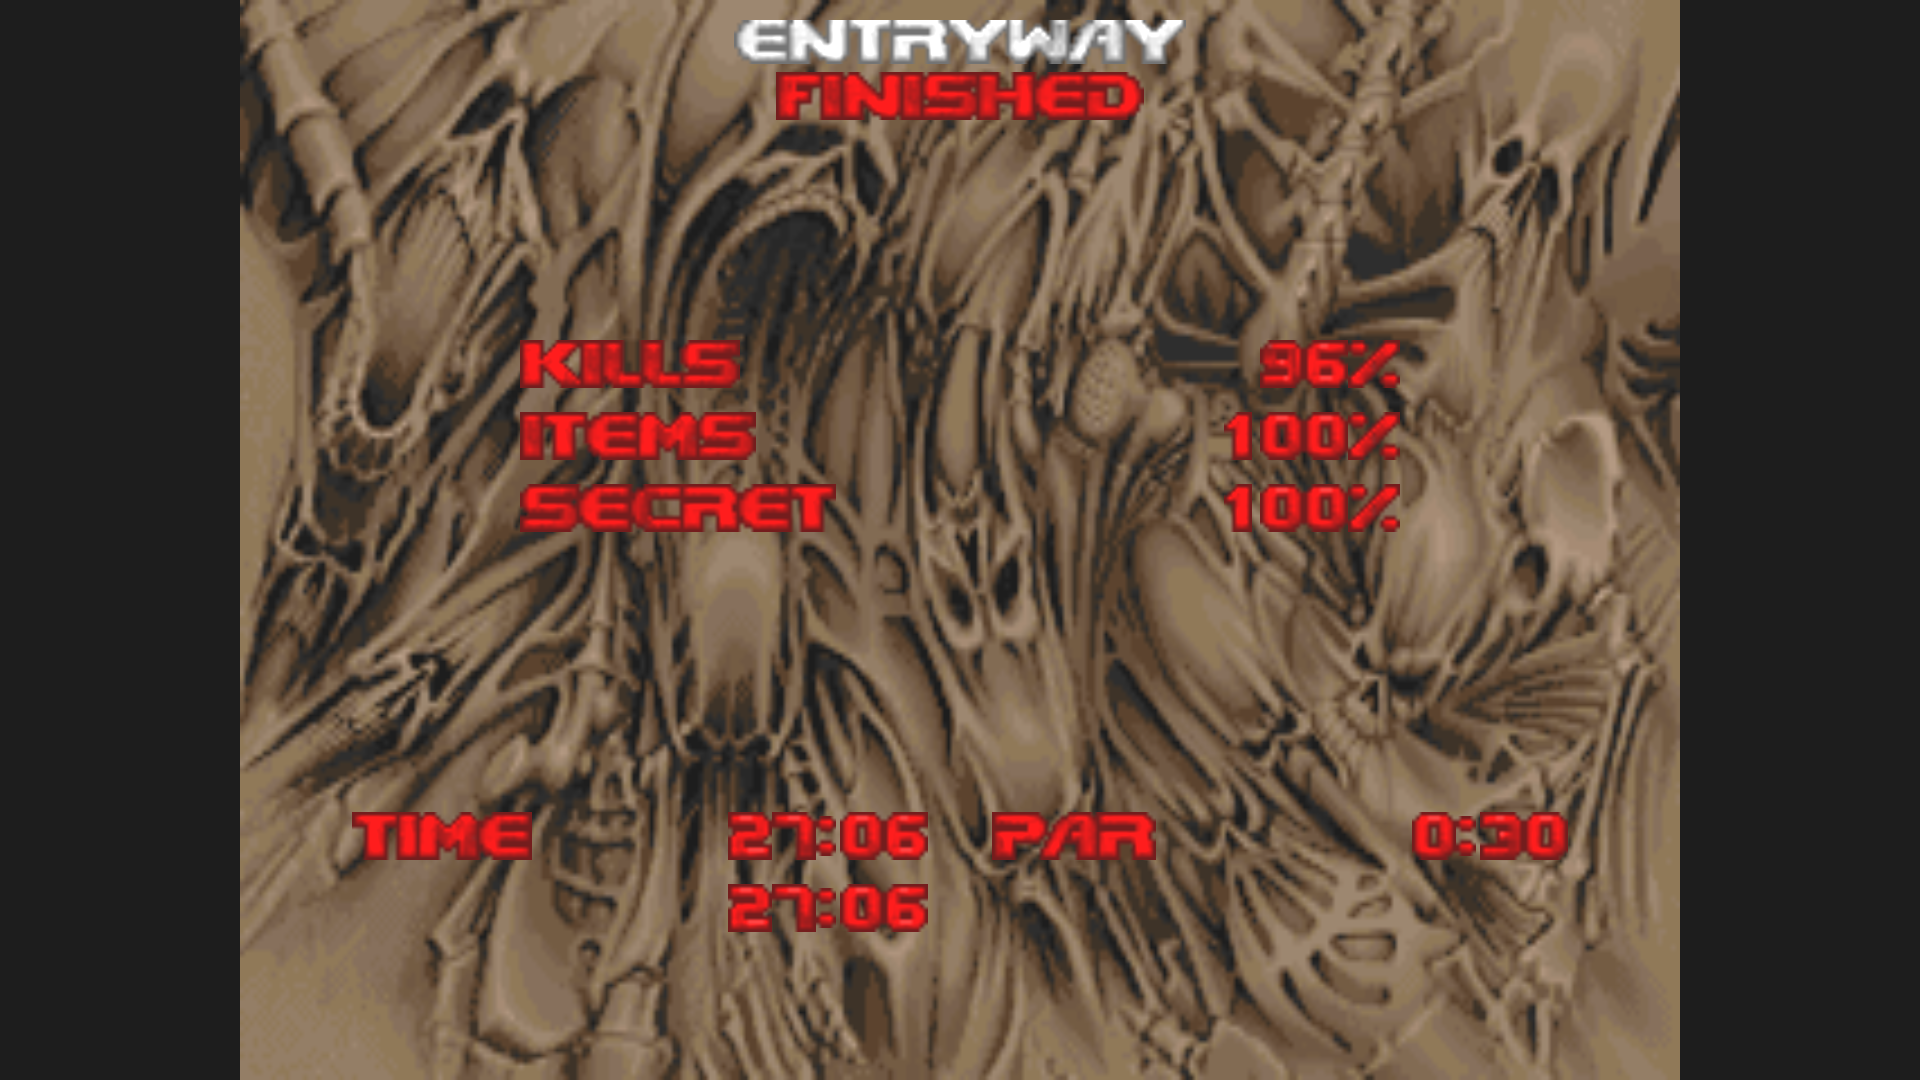 ENTRYWAY
FINISHED
KILLS 96%
ITEMS 100%
SECRET 100%
TIME 27:06 PAR 0:30
27:06